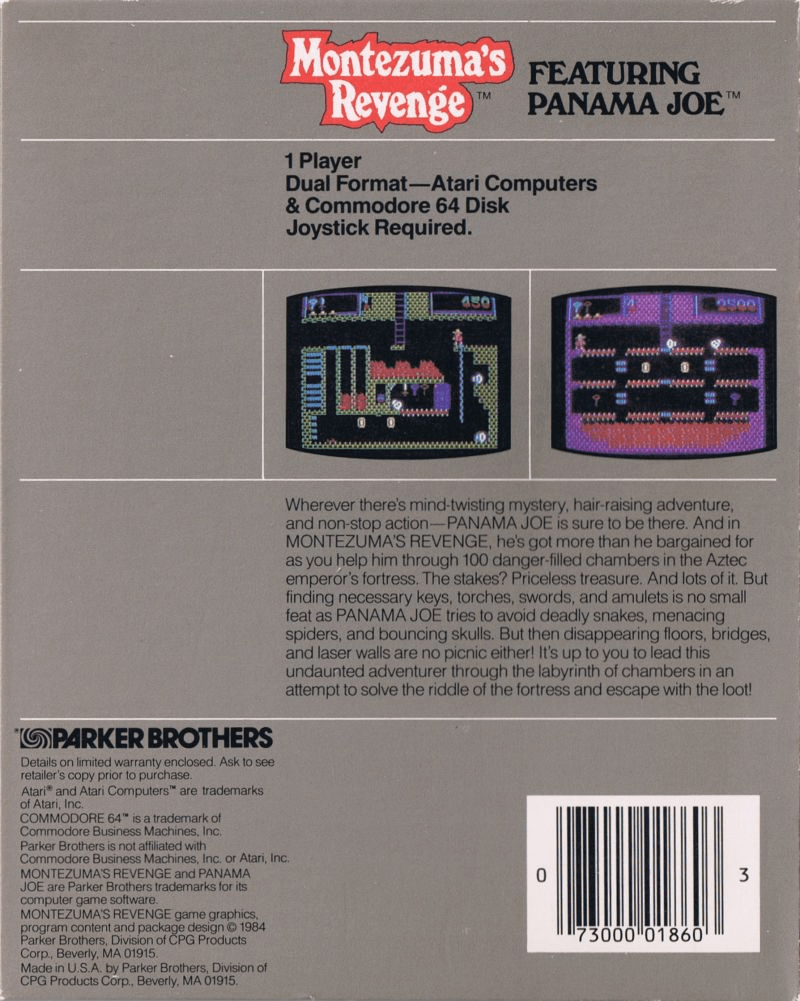 Montezuma's
Revenge™
FEATURING
PANAMA JOE™
1 Player
Dual Format—Atari Computers
& Commodore 64 Disk
Joystick Required.
450
4
2500
Wherever there's mind-twisting mystery, hair-raising adventure,
and non-stop action—PANAMA JOE is sure to be there. And in
MONTEZUMA'S REVENGE, he's got more than he bargained for
as you help him through 100 danger-filled chambers in the Aztec
emperor's fortress. The stakes? Priceless treasure. And lots of it. But
finding necessary keys, torches, swords, and amulets is no small
feat as PANAMA JOE tries to avoid deadly snakes, menacing
spiders, and bouncing skulls. But then disappearing floors, bridges,
and laser walls are no picnic either! It's up to you to lead this
undaunted adventurer through the labyrinth of chambers in an
attempt to solve the riddle of the fortress and escape with the loot!
®PARKER BROTHERS
Details on limited warranty enclosed. Ask to see
retailer's copy prior to purchase.
Atari® and Atari Computers™ are trademarks
of Atari, Inc.
COMMODORE 64™ is a trademark of
Commodore Business Machines, Inc.
Parker Brothers is not affiliated with
Commodore Business Machines, Inc. or Atari, Inc.
MONTEZUMA'S REVENGE and PANAMA
JOE are Parker Brothers trademarks for its
computer game software.
MONTEZUMA'S REVENGE game graphics,
program content and package design © 1984
Parker Brothers, Division of CPG Products
Corp., Beverly, MA 01915.
Made in U.S.A. by Parker Brothers, Division of
CPG Products Corp., Beverly, MA 01915.
0 73000 01860 3